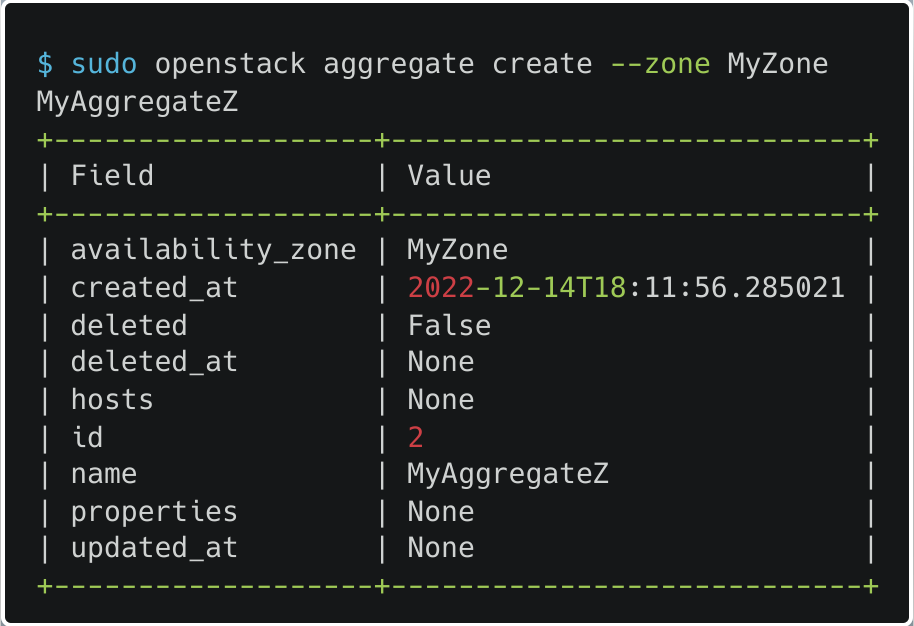 $ sudo openstack aggregate create --zone MyZone
MyAggregateZ
+-------------------+----------------------------+
| Field             | Value                      |
+-------------------+----------------------------+
| availability_zone | MyZone                     |
| created_at        | 2022-12-14T18:11:56.285021 |
| deleted           | False                      |
| deleted_at        | None                       |
| hosts             | None                       |
| id                | 2                          |
| name              | MyAggregateZ               |
| properties        | None                       |
| updated_at        | None                       |
+-------------------+----------------------------+